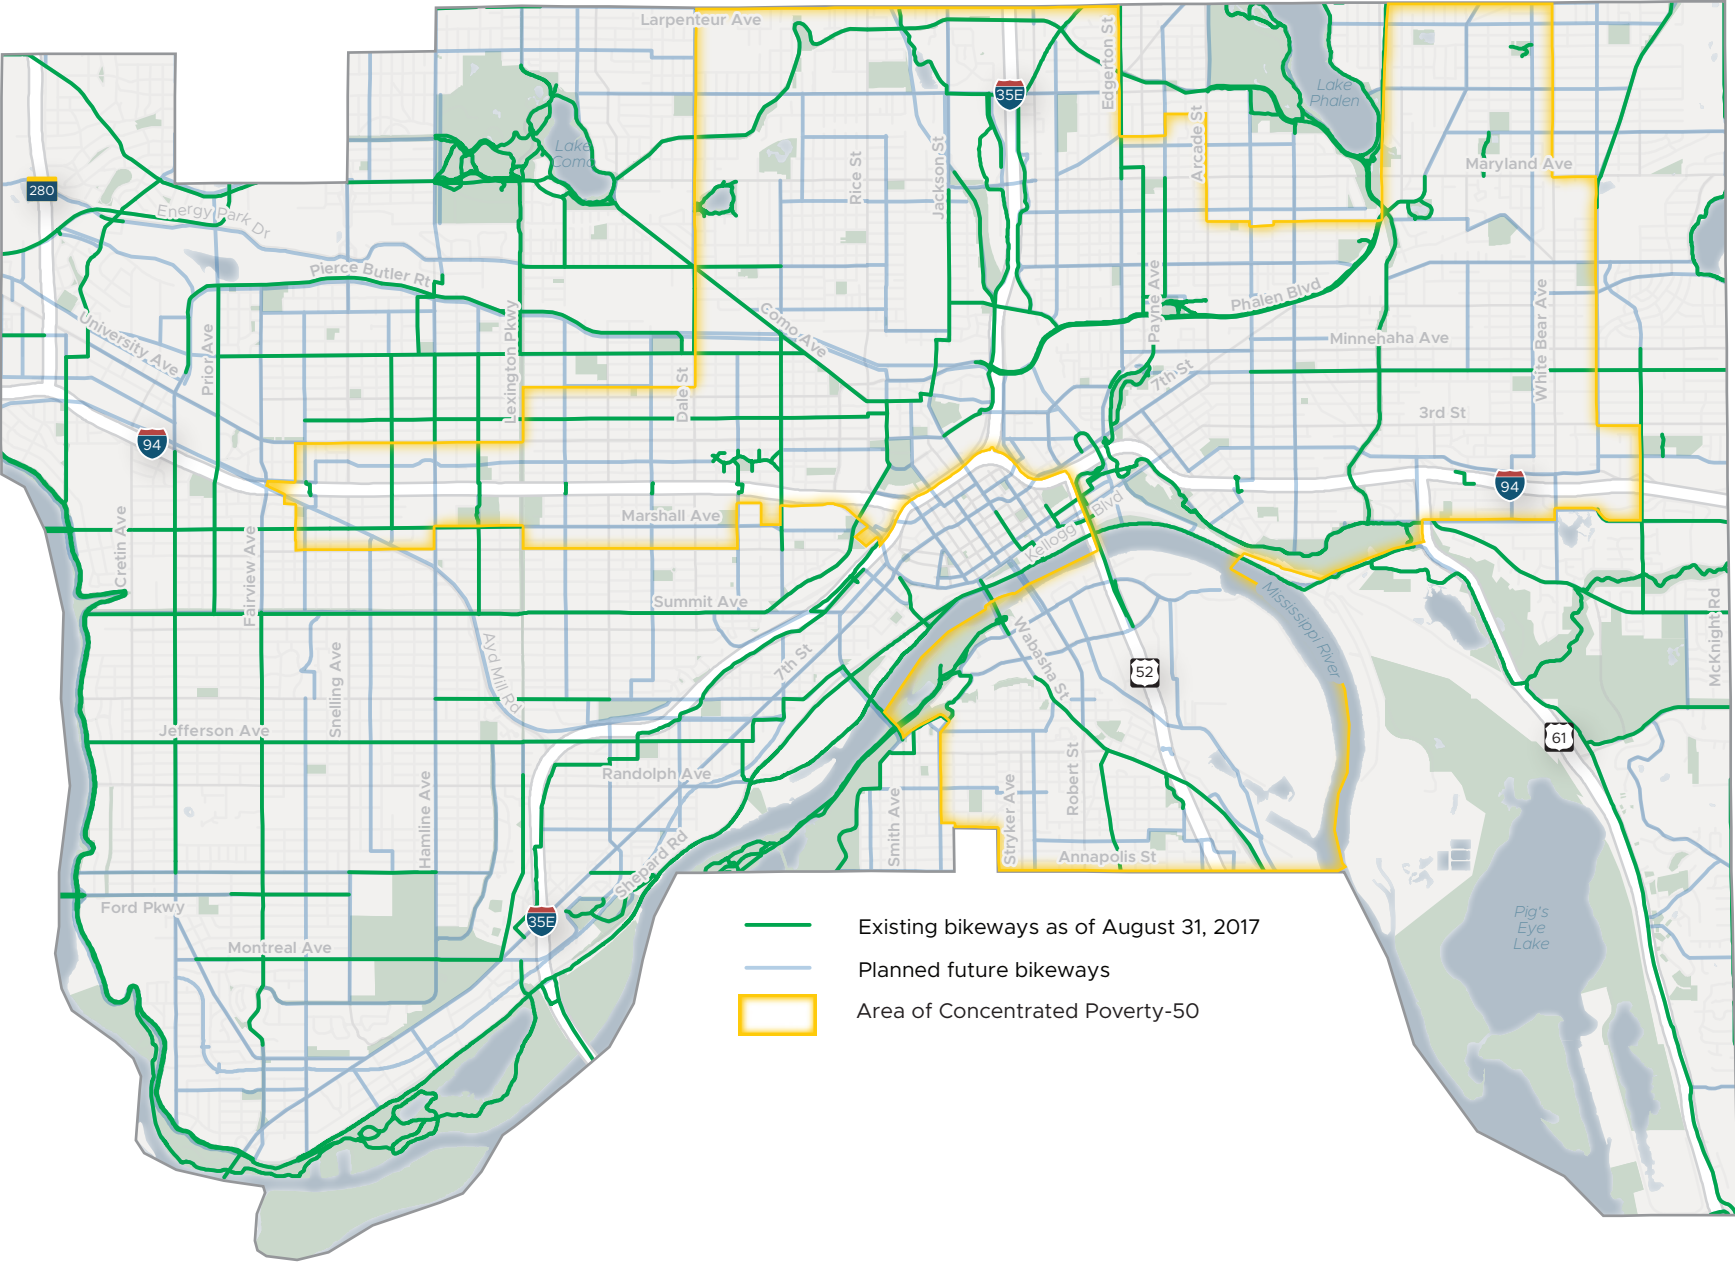 Larpenteur Ave
Edgerton St
35E
Lake
Phalen
Lake
Como
Arcade St
Maryland Ave
Rice St
Jackson St
280
Energy Park Dr
Pierce Butler Rt
Payne Ave
Phalen Blvd
White Bear Ave
University Ave
Prior Ave
Lexington Pkwy
Como Ave
Minnehaha Ave
Dale St
7th St
3rd St
94
94
Marshall Ave
Kellogg Blvd
Cretin Ave
Fairview Ave
Summit Ave
Mississippi River
McKnight Rd
Ayd Mill Rd
Snelling Ave
7th St
Wabasha St
52
Jefferson Ave
61
Randolph Ave
Hamline Ave
Smith Ave
Stryker Ave
Robert St
Shepard Rd
Annapolis St
Ford Pkwy
35E
Montreal Ave
Pig's
Eye
Lake
Existing bikeways as of August 31, 2017
Planned future bikeways
Area of Concentrated Poverty-50